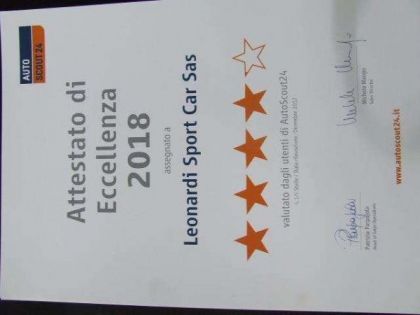 AUTO
SCOUT24
Attestato di
Eccellenza
2018
assegnato a
Leonardi Sport Car Sas
valutato dagli utenti di AutoScout24
www.autoscout24.it